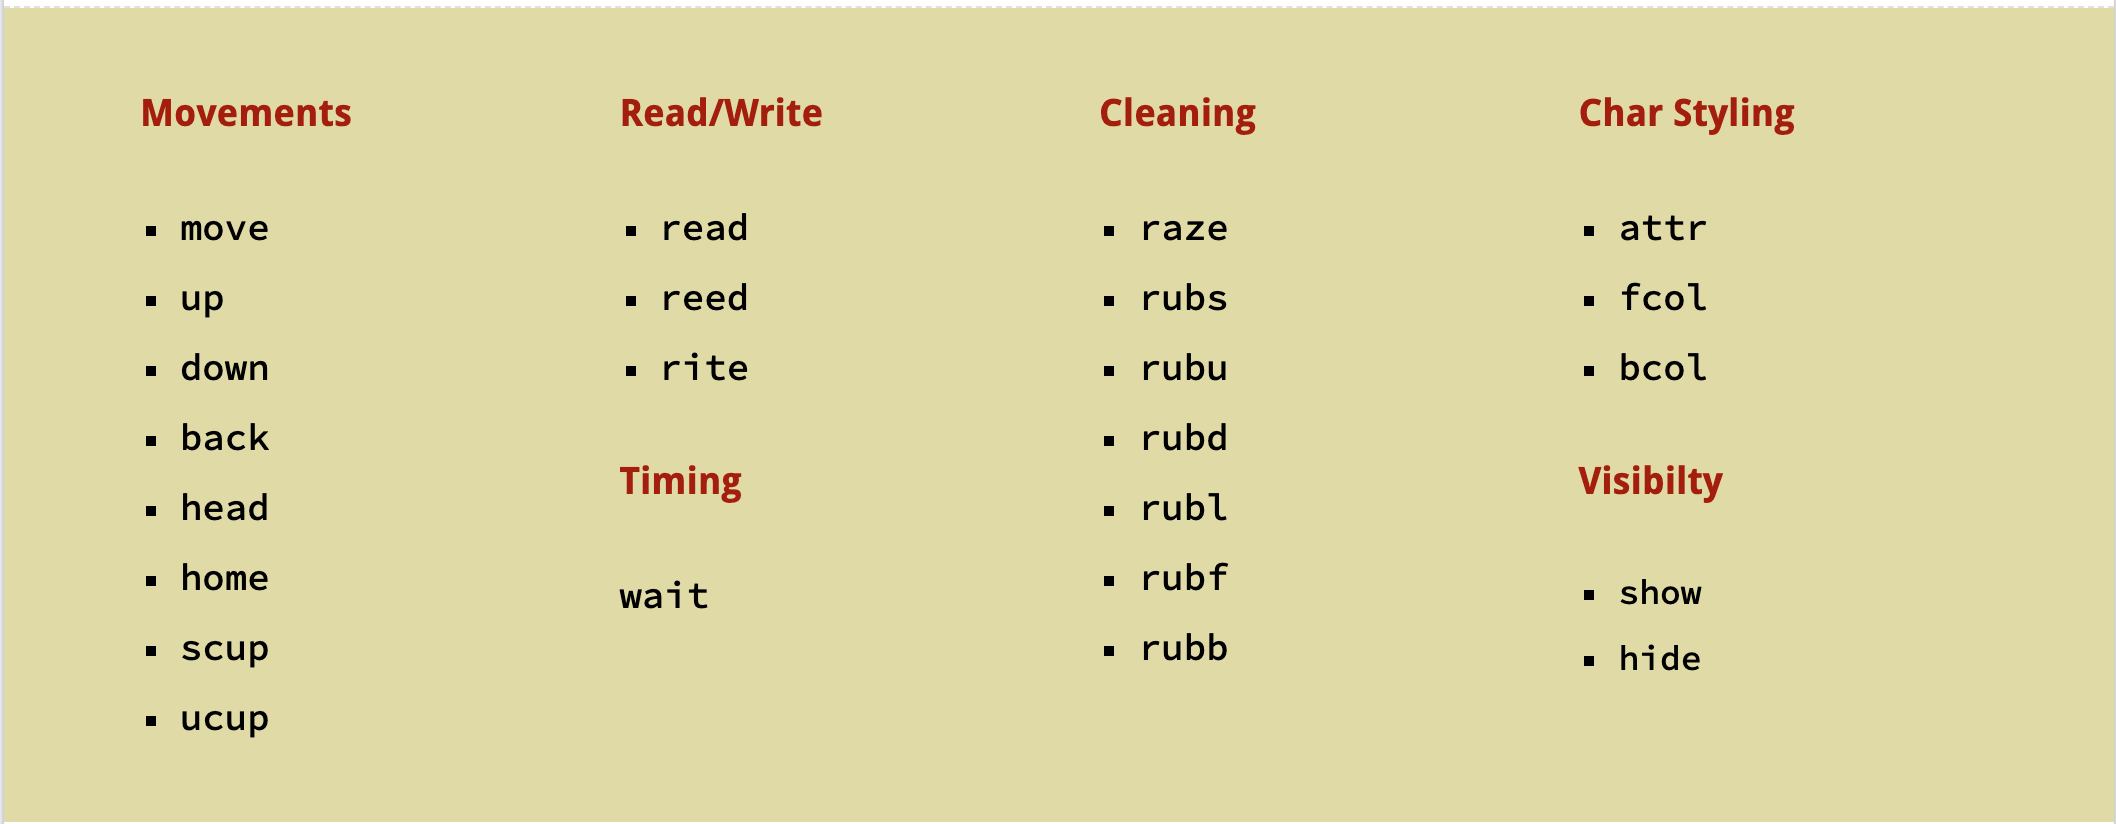 Movements
move
up
down
back
head
home
scup
ucup
Read/Write
read
reed
rite
Timing
wait
Cleaning
raze
rubs
rubu
rubd
rubl
rubf
rubb
Char Styling
attr
fcol
bcol
Visibilty
show
hide